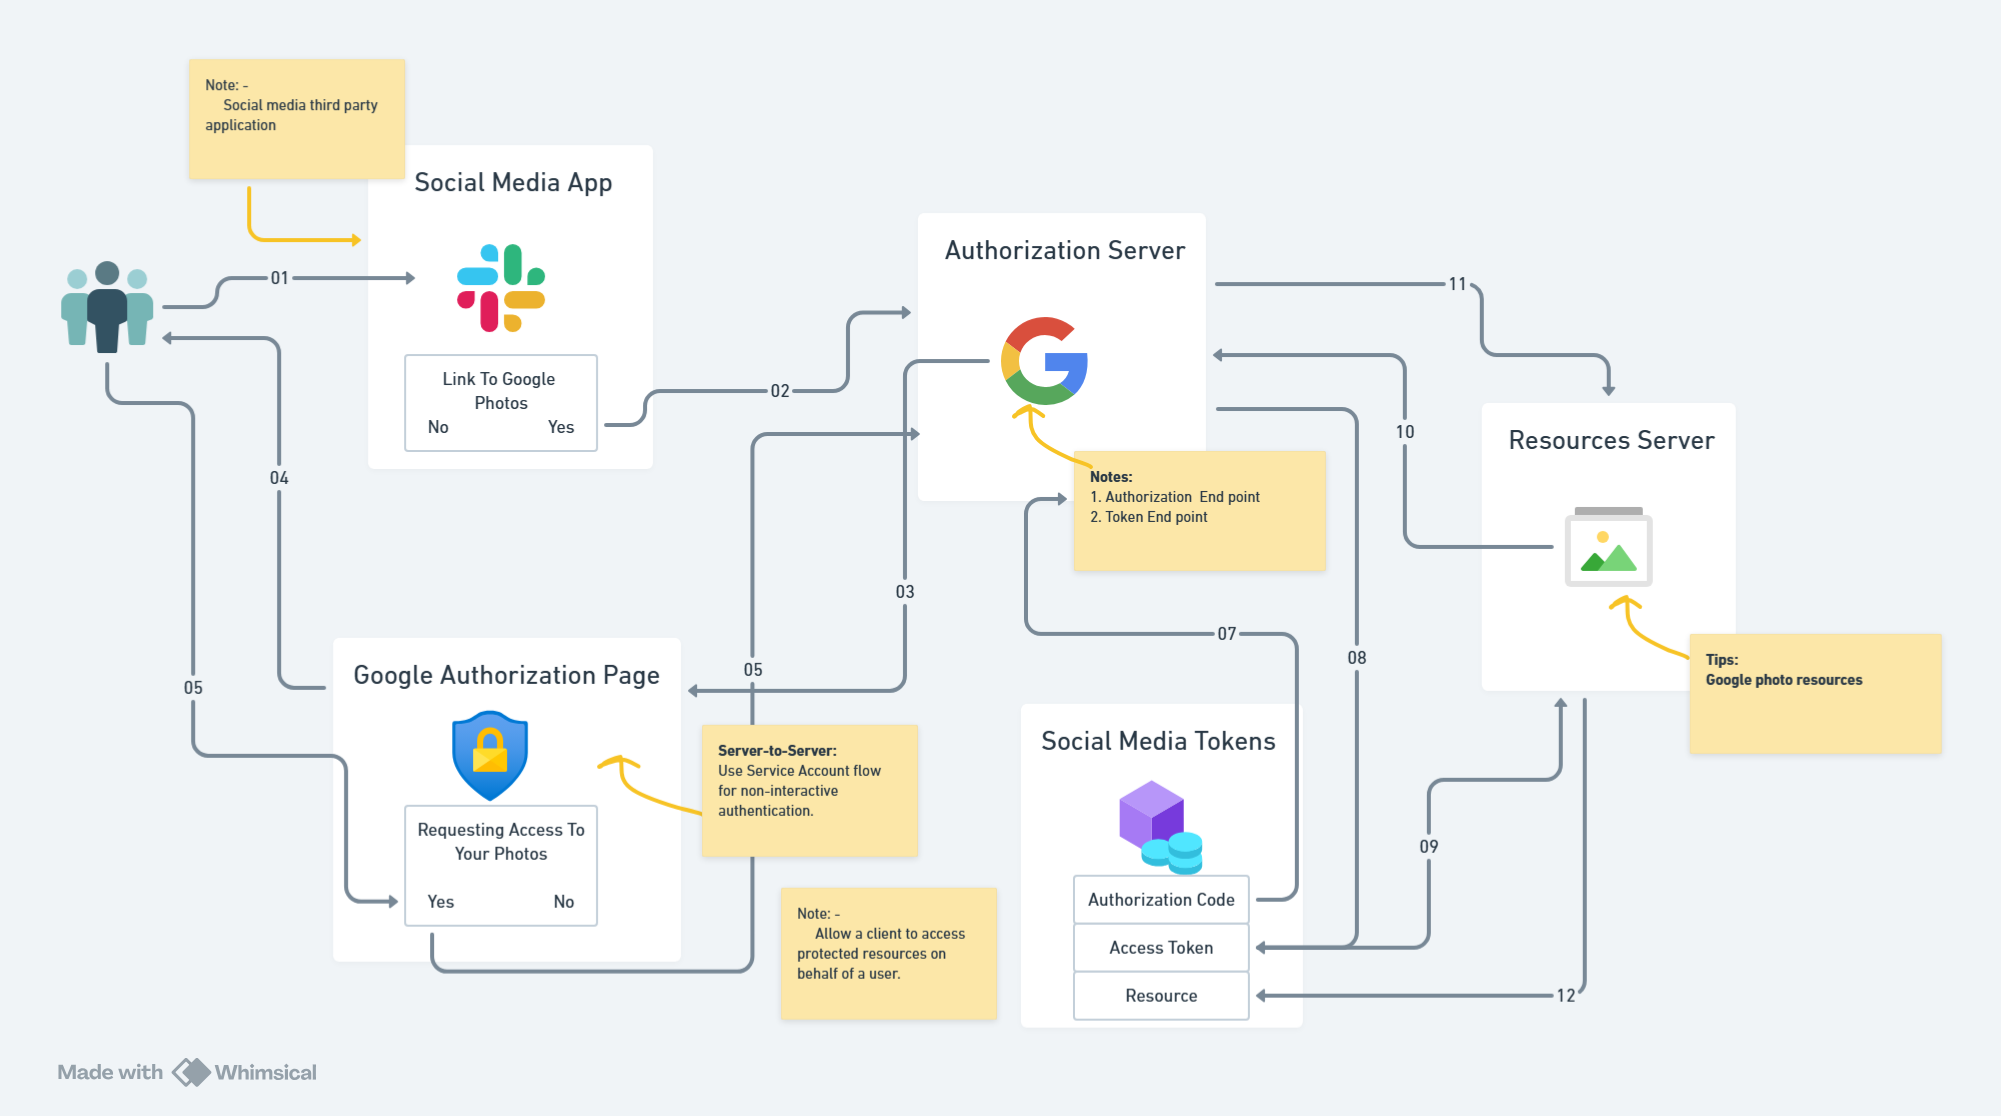 Note: -
Social media third party
application
Social Media App
01
Link To Google
Photos
No Yes
02
Authorization Server
11
10
Notes:
1. Authorization  End point
2. Token End point
Resources Server
Tips:
Google photo resources
04
05
03
05
07
08
09
12
Google Authorization Page
Requesting Access To
Your Photos
Yes No
Server-to-Server:
Use Service Account flow
for non-interactive
authentication.
Note: -
Allow a client to access
protected resources on
behalf of a user.
Social Media Tokens
Authorization Code
Access Token
Resource
Made with Whimsical